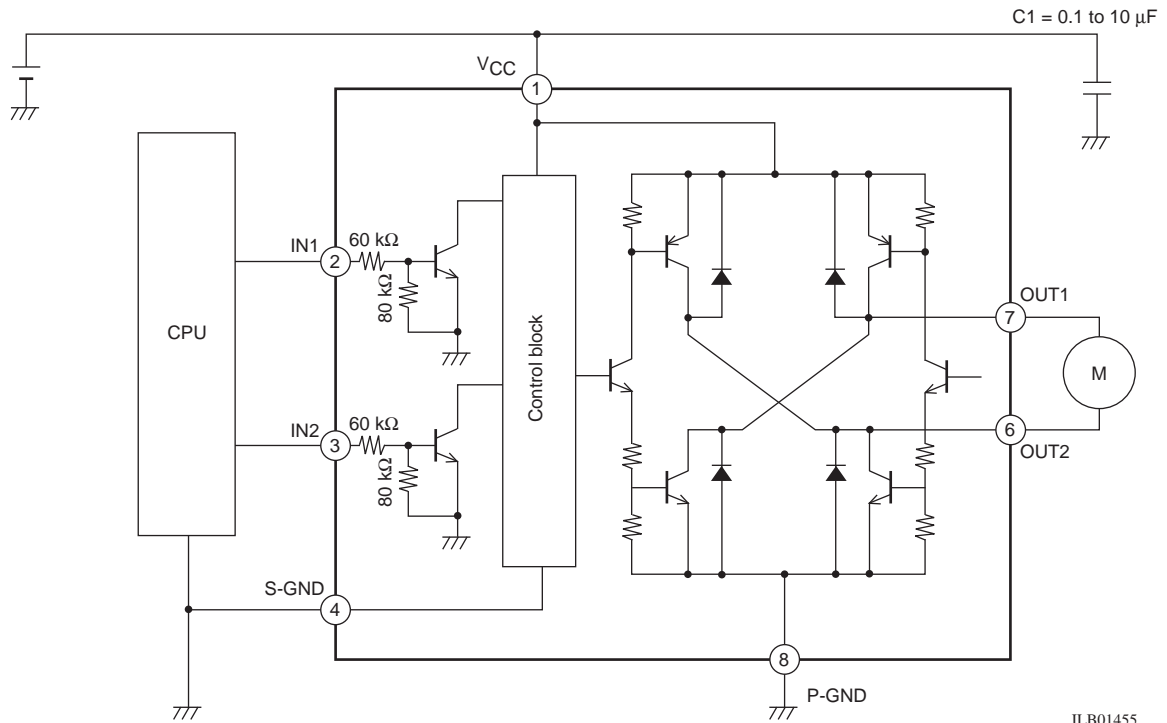 C1 = 0.1 to 10 μF
VCC
1
IN1
2
60 kΩ
80 kΩ
CPU
Control block
OUT1
7
M
IN2
3
60 kΩ
80 kΩ
6
OUT2
S-GND
4
8
P-GND
ILB01455